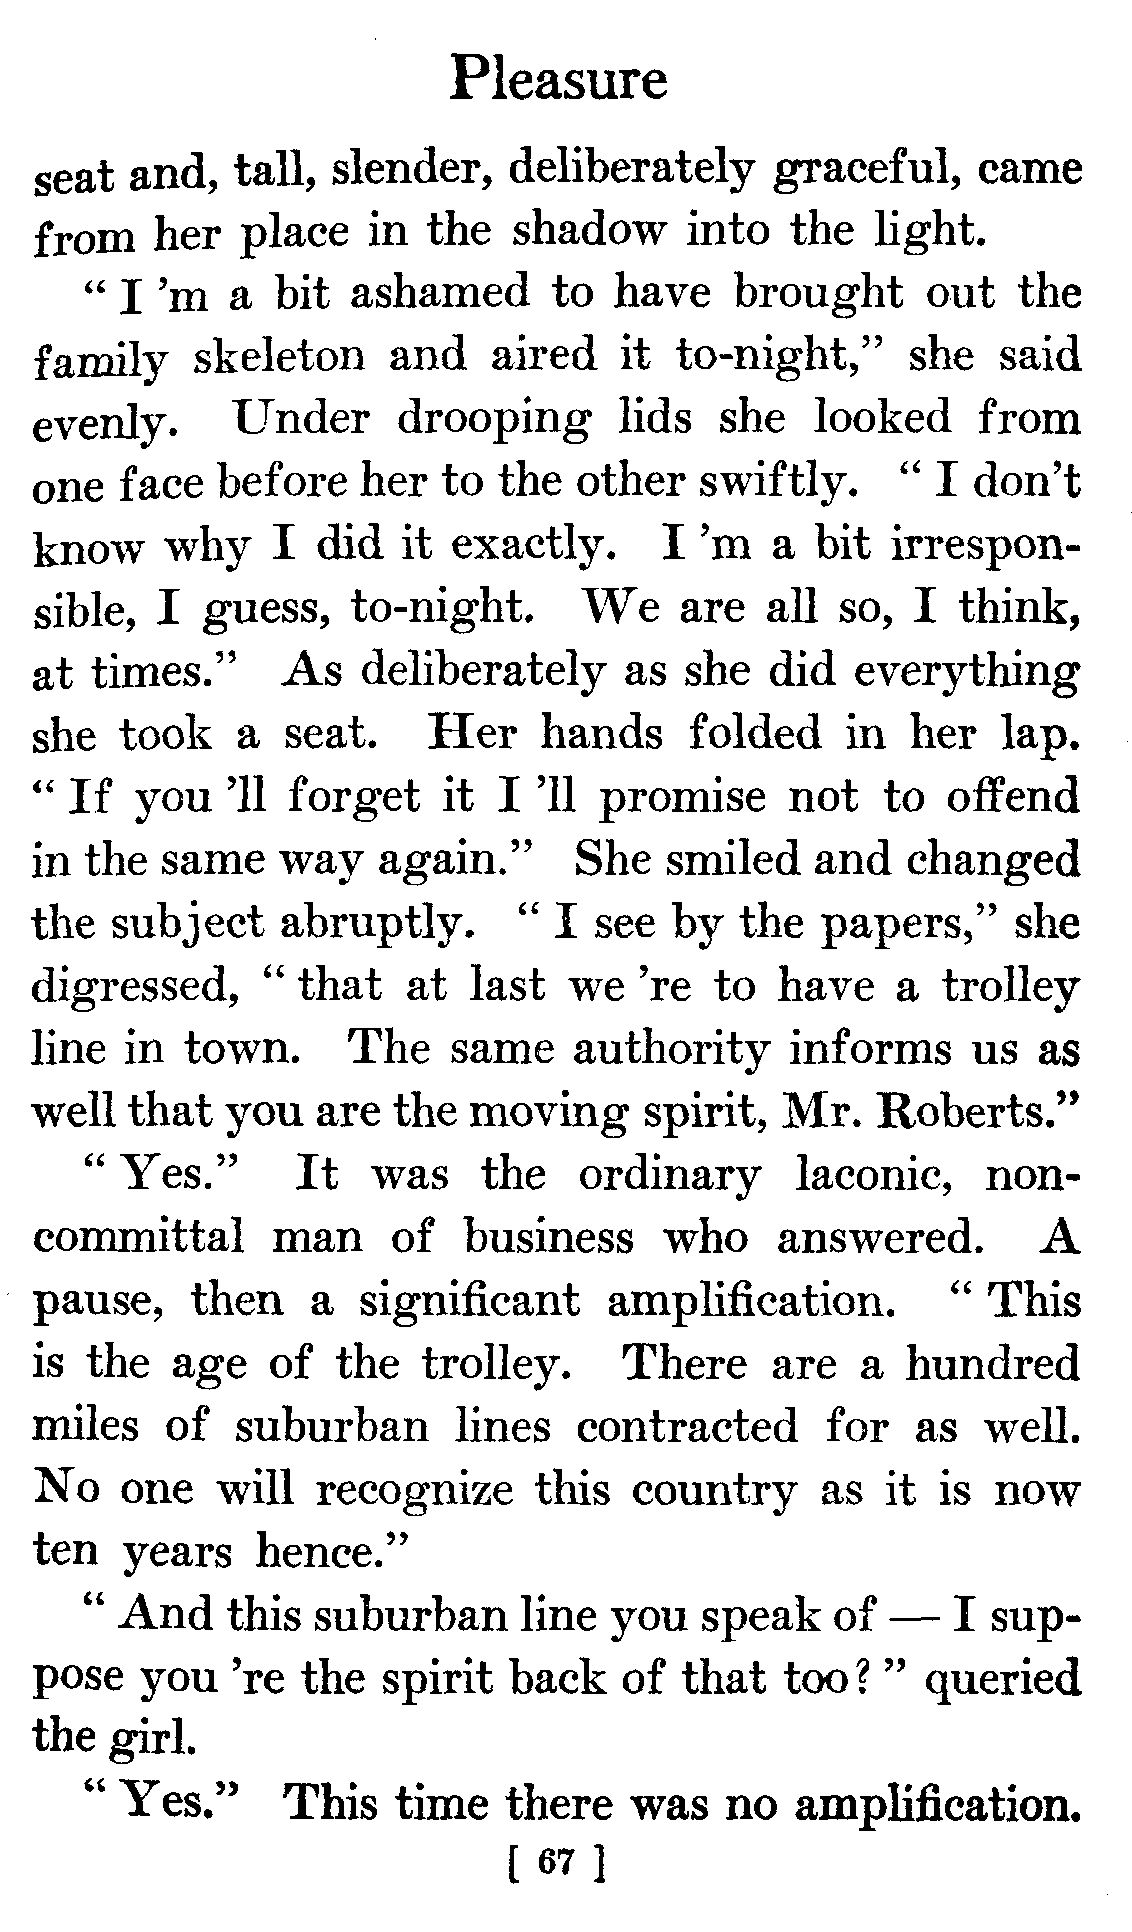 Pleasure
seat and, tall, slender, deliberately graceful, came
from her place in the shadow into the light.
“ I ’m a bit ashamed to have brought out the
family skeleton and aired it to-night,” she said
evenly. Under drooping lids she looked from
one face before her to the other swiftly. “ I don’t
know why I did it exactly. I ’m a bit irrespon-
sible, I guess, to-night. We are all so, I think,
at times.” As deliberately as she did everything
she took a seat. Her hands folded in her lap.
“ If you ’ll forget it I ’ll promise not to offend
in the same way again.” She smiled and changed
the subject abruptly. “ I see by the papers,” she
digressed, “ that at last we ’re to have a trolley
line in town. The same authority informs us as
well that you are the moving spirit, Mr. Roberts.”
“ Yes.” It was the ordinary laconic, non-
committal man of business who answered. A
pause, then a significant amplification. “ This
is the age of the trolley. There are a hundred
miles of suburban lines contracted for as well.
No one will recognize this country as it is now
ten years hence.”
“ And this suburban line you speak of — I sup-
pose you ’re the spirit back of that too? ” queried
the girl.
“ Yes.” This time there was no amplification.
[ 67 ]